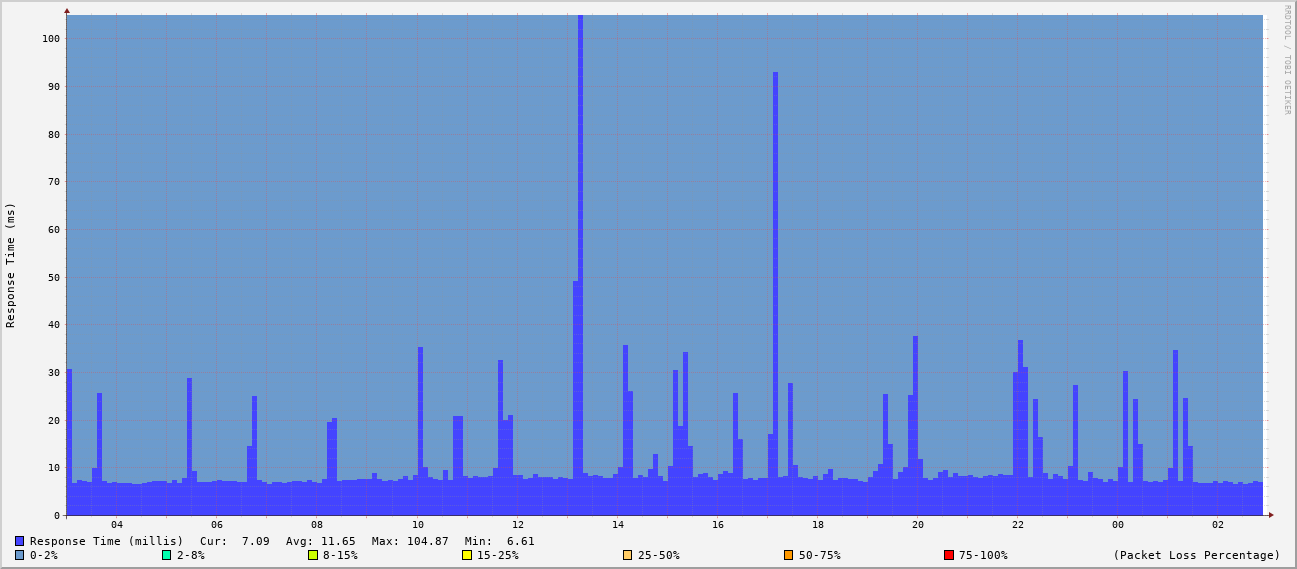 RRDTOOL / TOBI OETIKER
Response Time (ms)
100
90
80
70
60
50
40
30
20
10
0
04 06 08 10 12 14 16 18 20 22 00 02
Response Time (millis) Cur: 7.09 Avg: 11.65 Max: 104.87 Min: 6.61
0-2% 2-8% 8-15% 15-25% 25-50% 50-75% 75-100% (Packet Loss Percentage)